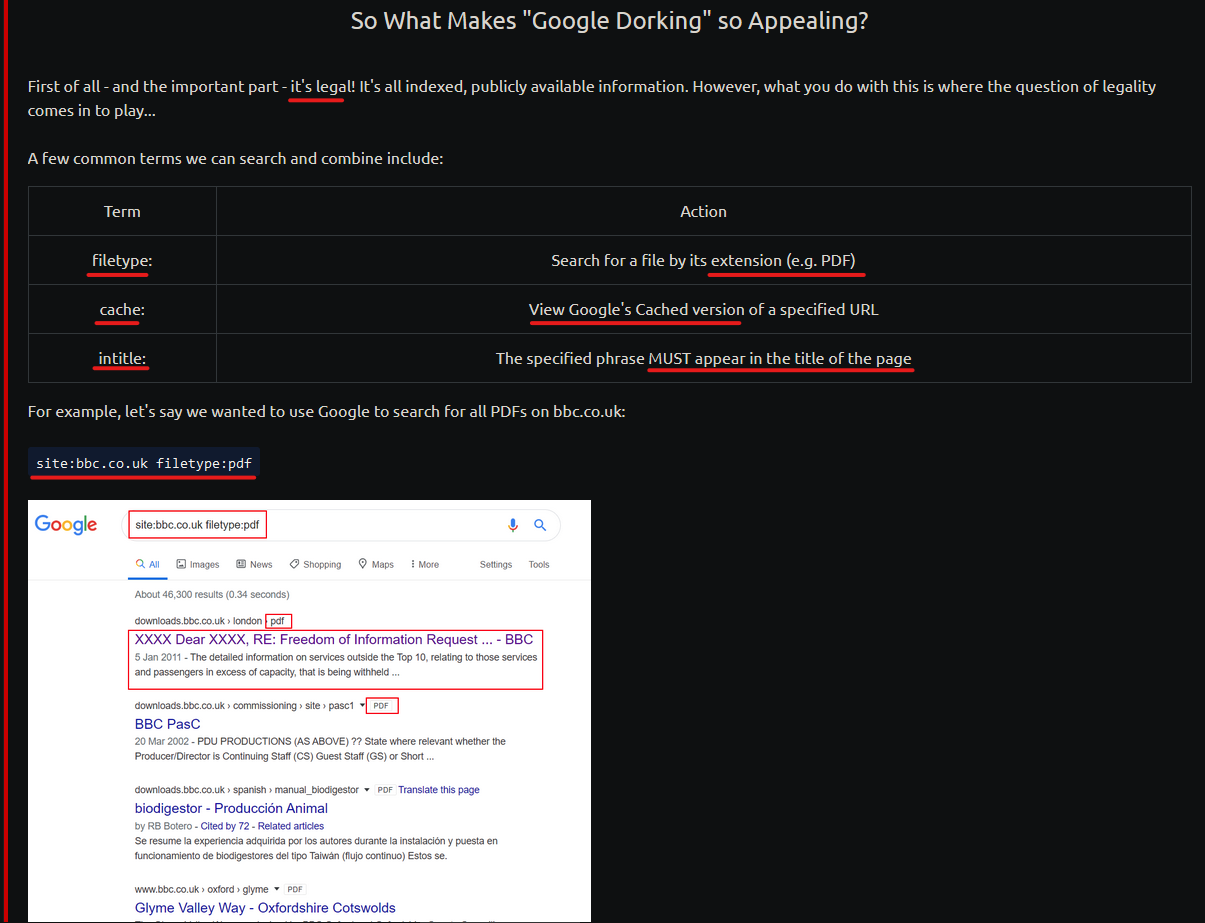 So What Makes "Google Dorking" so Appealing?
First of all - and the important part - it's legal! It's all indexed, publicly available information. However, what you do with this is where the question of legality
comes in to play...
A few common terms we can search and combine include:
Term Action
filetype: Search for a file by its extension (e.g. PDF)
cache: View Google's Cached version of a specified URL
intitle: The specified phrase MUST appear in the title of the page
For example, let's say we wanted to use Google to search for all PDFs on bbc.co.uk:
site:bbc.co.uk filetype:pdf
Google site:bbc.co.uk filetype:pdf
All Images News Shopping Maps More Settings Tools
About 46,300 results (0.34 seconds)
downloads.bbc.co.uk › london › pdf
XXXX Dear XXXX, RE: Freedom of Information Request ... - BBC
5 Jan 2011 - The detailed information on services outside the Top 10, relating to those services
and passengers in excess of capacity, that is being withheld ...
downloads.bbc.co.uk › commissioning › site › pasc1 PDF
BBC PasC
20 Mar 2002 - PDU PRODUCTIONS (AS ABOVE) ?? State where relevant whether the
Producer/Director is Continuing Staff (CS) Guest Staff (GS) or Short ...
downloads.bbc.co.uk › spanish › manual_biodigestor PDF Translate this page
biodigestor - Producción Animal
by RB Botero - Cited by 72 - Related articles
Se resume la experiencia adquirida por los autores durante la instalación y puesta en
funcionamiento de biodigestores del tipo Taiwán (flujo continuo) Estos se.
www.bbc.co.uk › oxford › glyme PDF
Glyme Valley Way - Oxfordshire Cotswolds